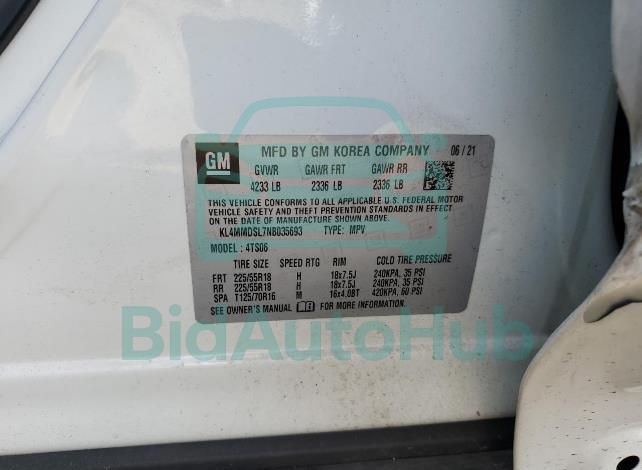 GM MFD BY GM KOREA COMPANY 06/21
GVWR GAWR FRT GAWR RR
4233 LB 2336 LB 2336 LB
THIS VEHICLE CONFORMS TO ALL APPLICABLE U.S. FEDERAL MOTOR
VEHICLE SAFETY AND THEFT PREVENTION STANDARDS IN
EFFECT ON THE DATE OF MANUFACTURE SHOWN ABOVE.
KL4MMDSL7NB035693 TYPE: MPV
MODEL: 4TS06
TIRE SIZE SPEED RTG RIM COLD TIRE PRESSURE
FRT 225/55R18 H 18x7.5J 240KPA, 35 PSI
RR 225/55R18 H 18x7.5J 240KPA, 35 PSI
SPA T125/70R16 M 16x4.0BT 420KPA, 60 PSI
SEE OWNER'S MANUAL FOR MORE INFORMATION.
BidAutoHub